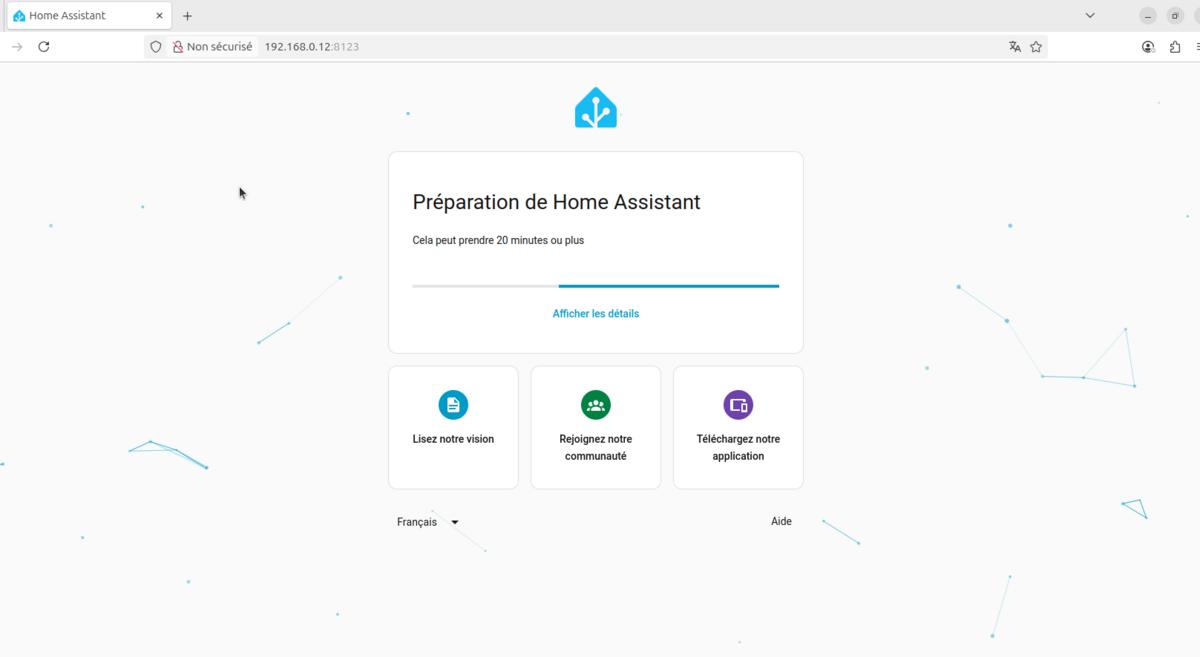 Home Assistant
Non sécurisé 192.168.0.12:8123
Préparation de Home Assistant
Cela peut prendre 20 minutes ou plus
Afficher les détails
Lisez notre vision
Rejoignez notre
communauté
Téléchargez notre
application
Français
Aide